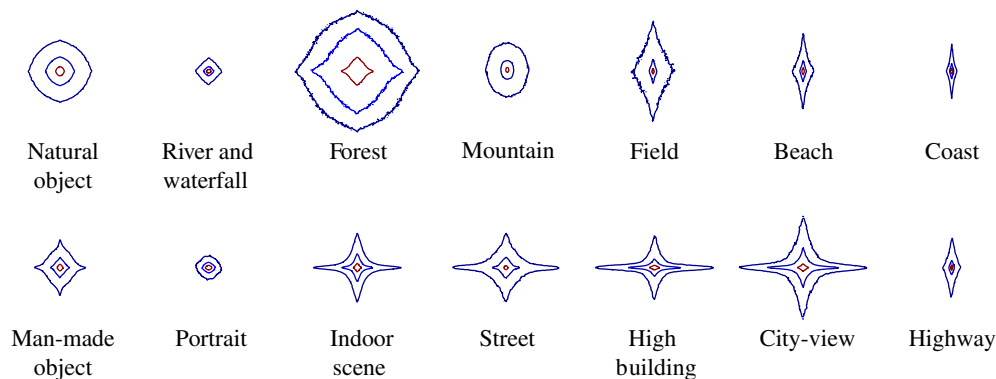 Natural object
River and waterfall
Forest
Mountain
Field
Beach
Coast
Man-made object
Portrait
Indoor scene
Street
High building
City-view
Highway